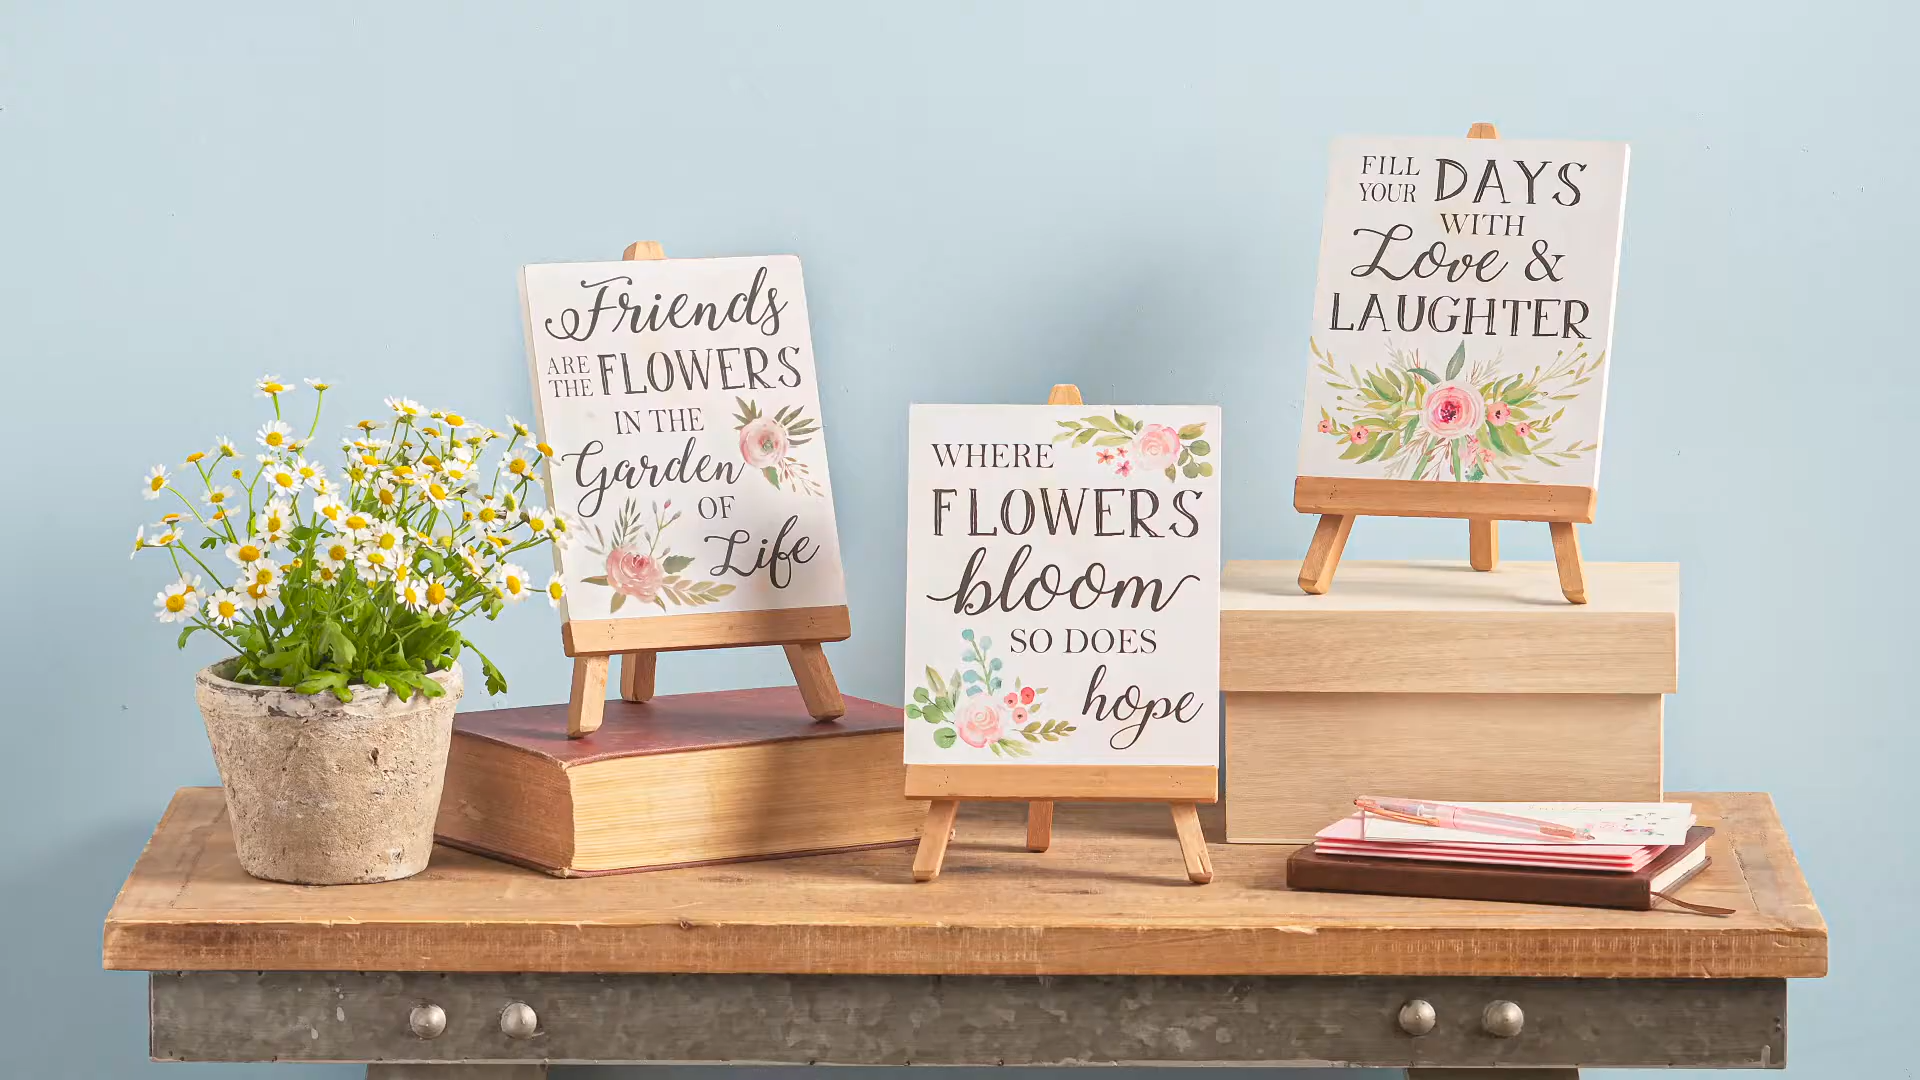 Friends
ARE THE FLOWERS
IN THE
Garden
OF
Life
WHERE
FLOWERS
bloom
SO DOES
hope
FILL YOUR DAYS
WITH
Love &
LAUGHTER